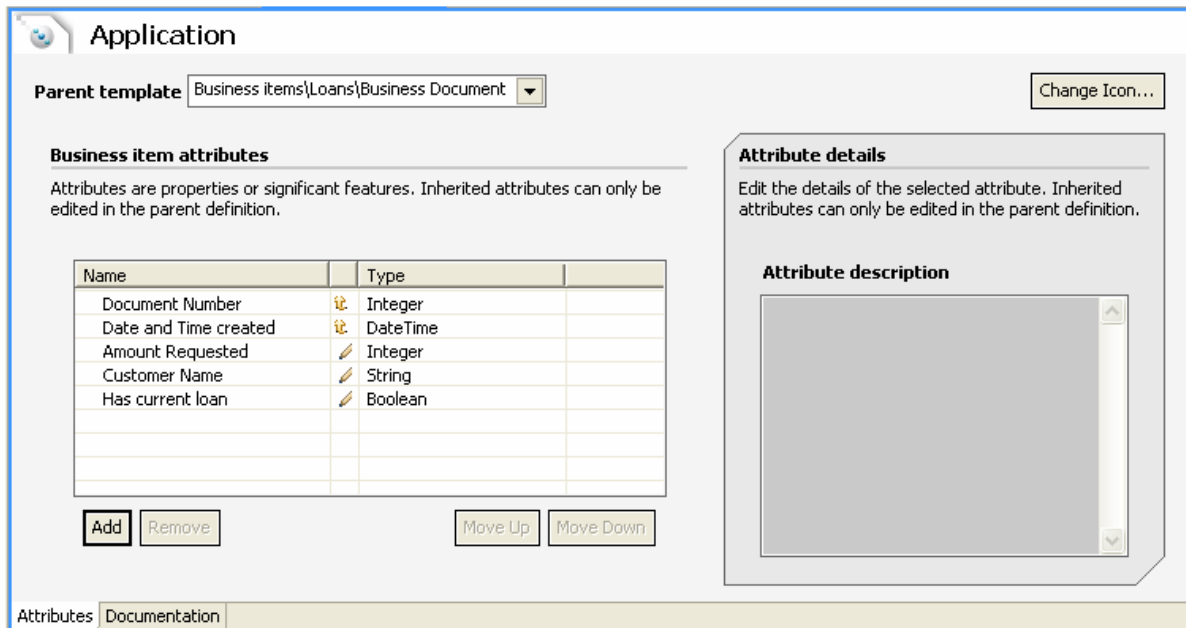 Application
Parent template Business items\Loans\Business Document
Change Icon...
Business item attributes
Attributes are properties or significant features. Inherited attributes can only be
edited in the parent definition.
Name Type
Document Number Integer
Date and Time created DateTime
Amount Requested Integer
Customer Name String
Has current loan Boolean
Add Remove Move Up Move Down
Attribute details
Edit the details of the selected attribute. Inherited
attributes can only be edited in the parent definition.
Attribute description
Attributes Documentation